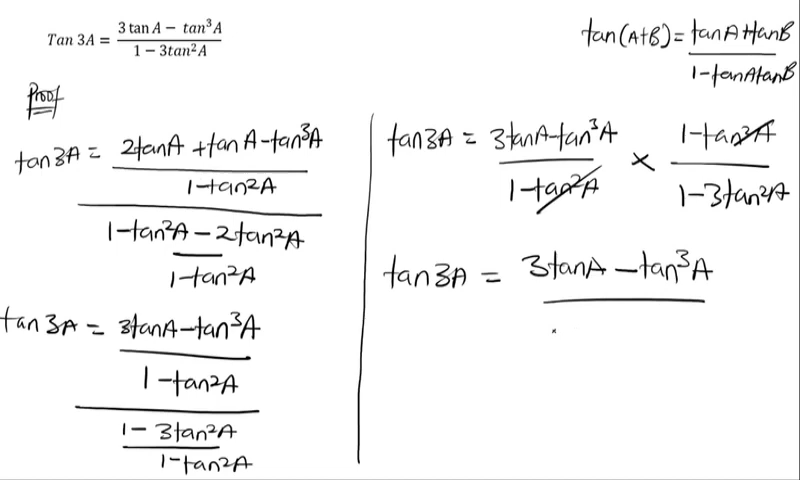 Tan 3A = (3 tan A − tan³A)/(1 − 3tan²A)
tan(A+B) = (tanA+tanB)/(1-tanAtanB)
Proof
tan3A = ((2tanA + tanA - tan³A)/(1-tan²A))/((1-tan²A - 2tan²A)/(1-tan²A))
tan3A = ((3tanA - tan³A)/(1-tan²A))/((1-3tan²A)/(1-tan²A))
tan3A = (3tanA-tan³A)/(1-tan²A) × (1-tan²A)/(1-3tan²A)
tan3A = 3tanA - tan³A